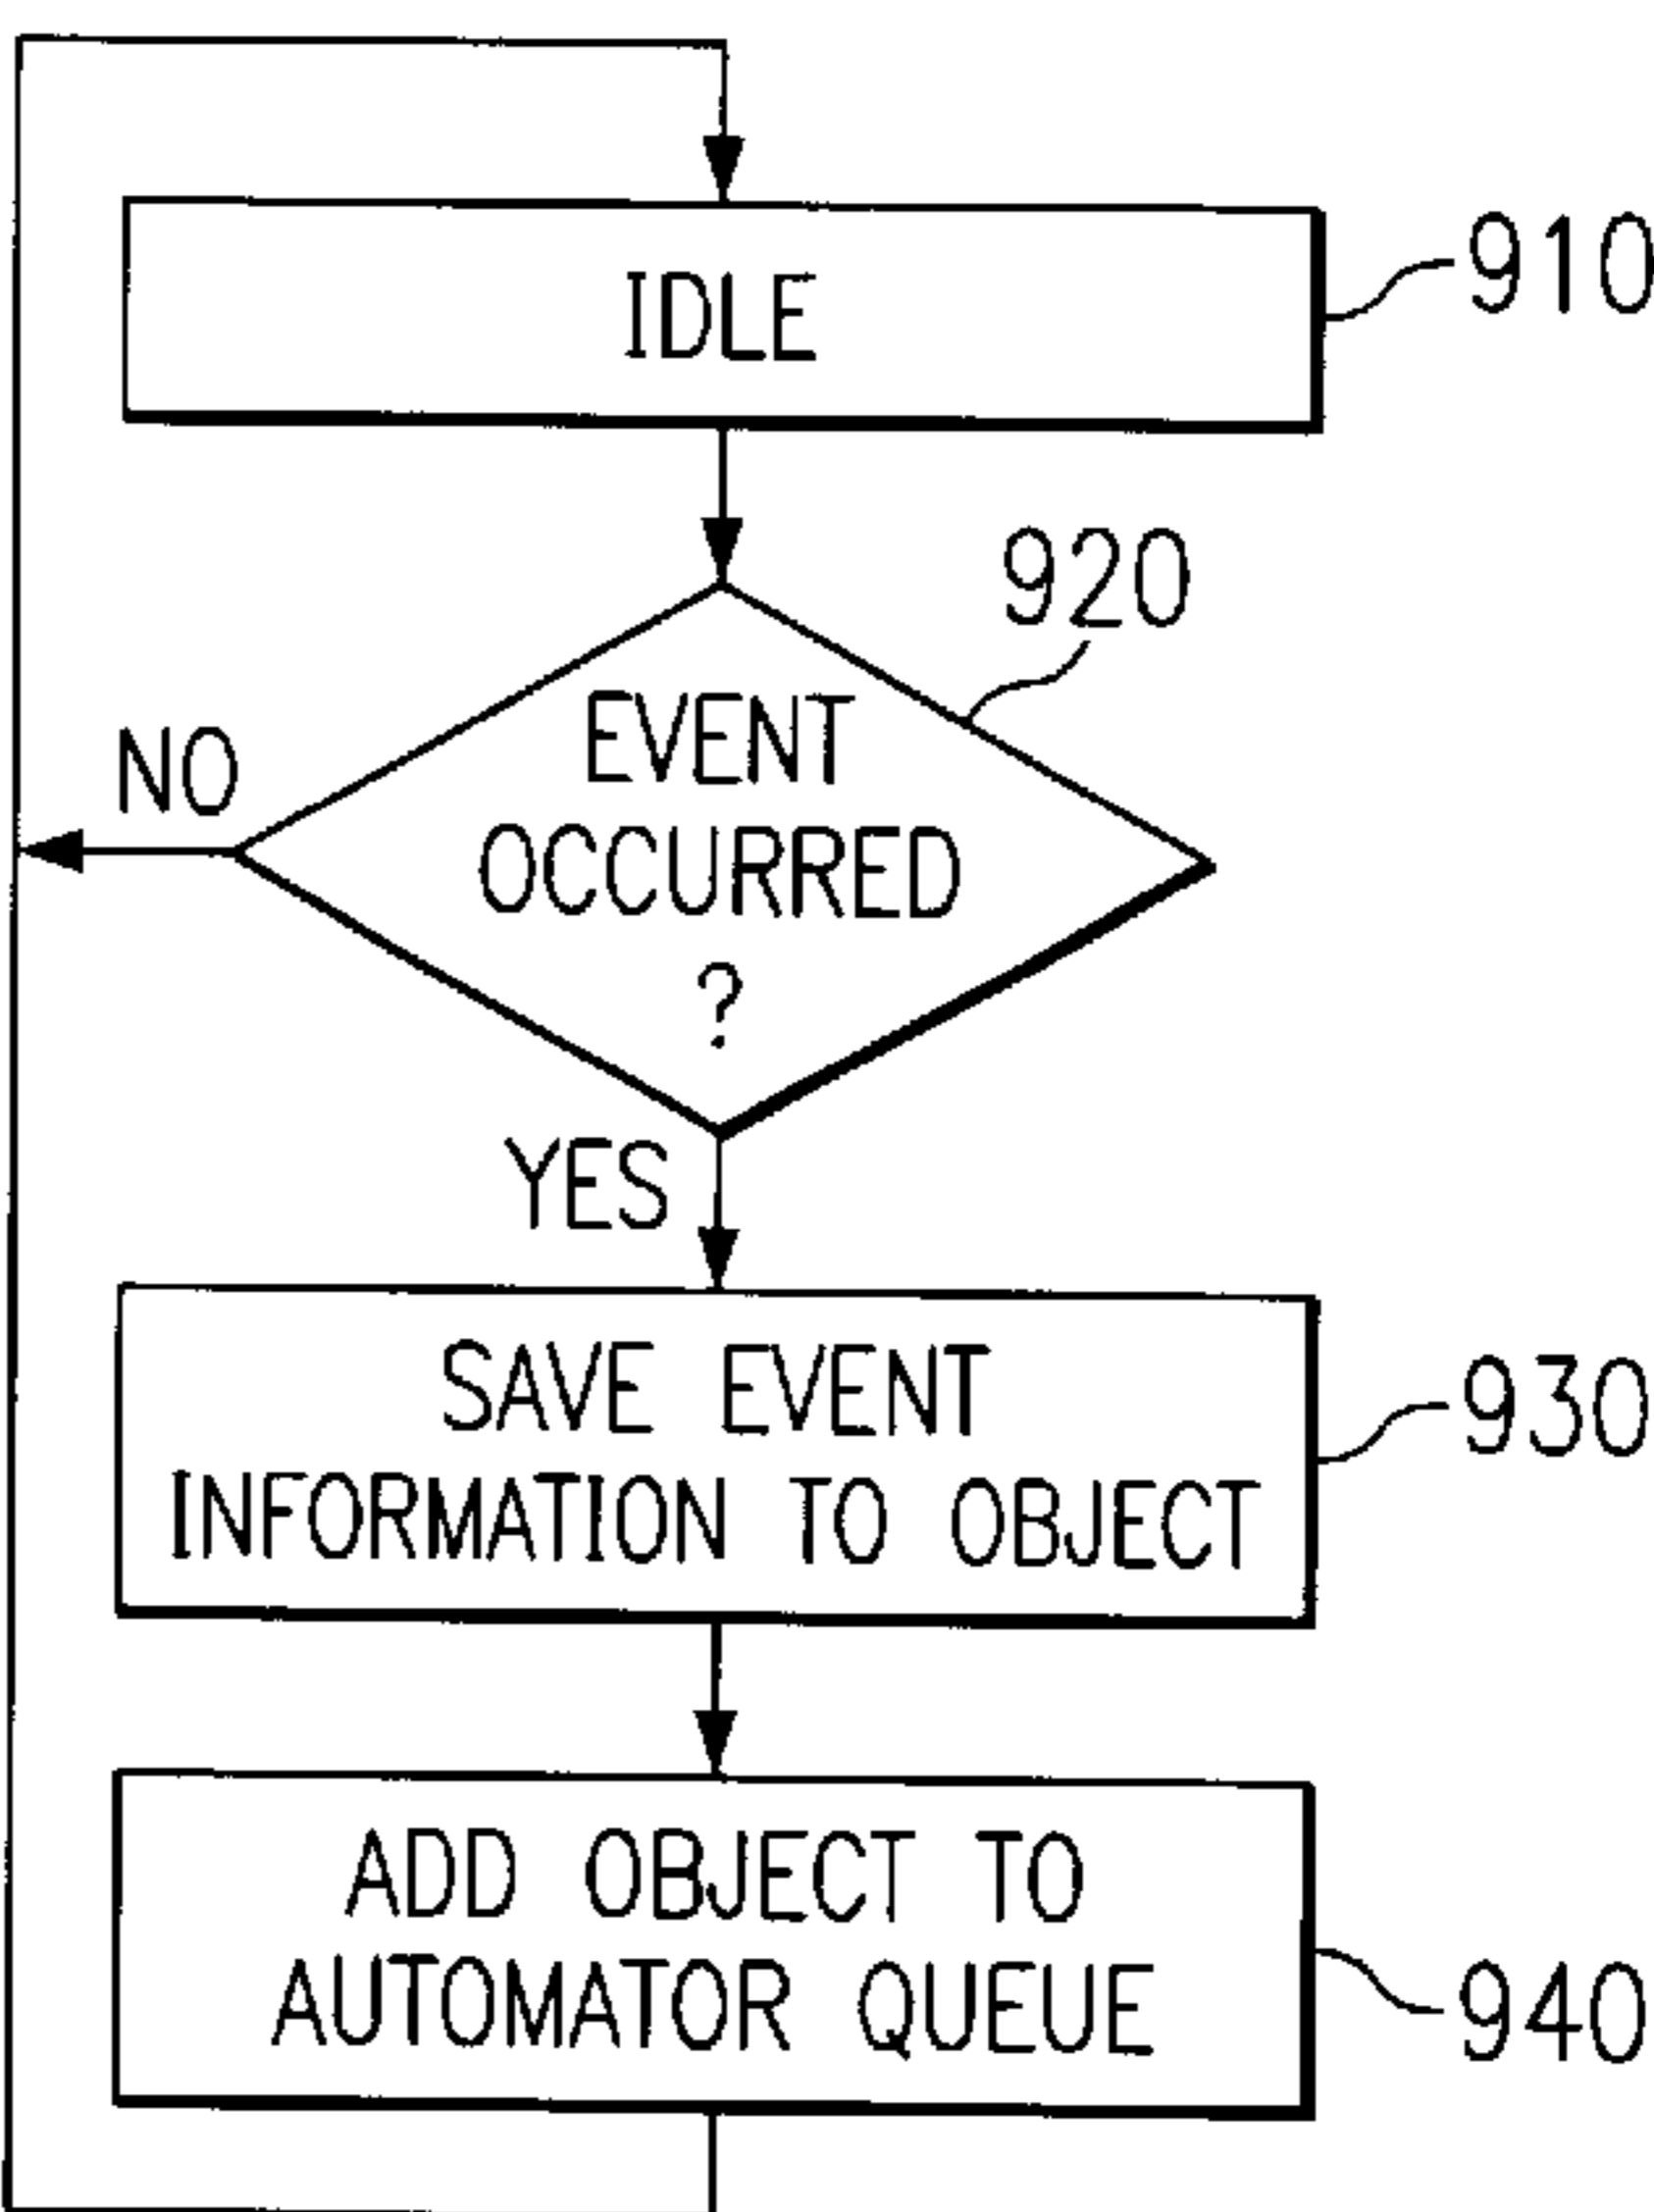 IDLE
910
920
EVENT
OCCURRED
?
NO
YES
SAVE EVENT
INFORMATION TO OBJECT
930
ADD OBJECT TO
AUTOMATOR QUEUE
940